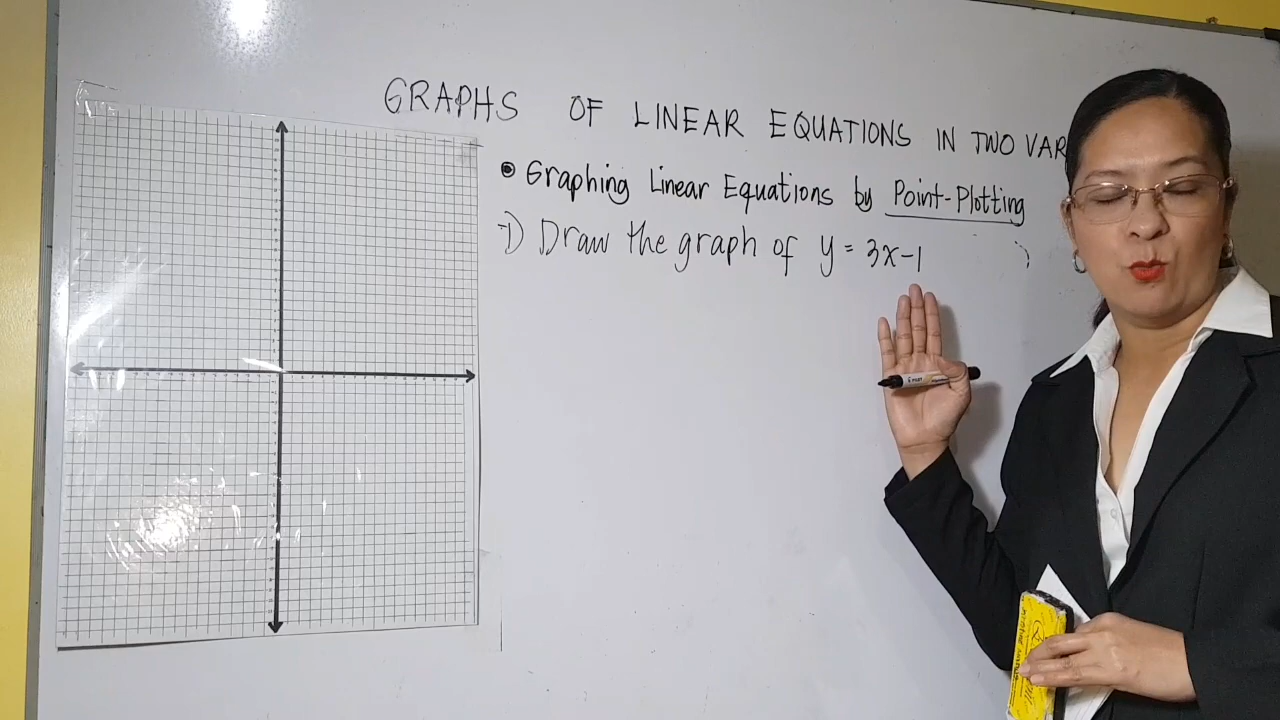 GRAPHS OF LINEAR EQUATIONS IN TWO VAR
• Graphing Linear Equations by Point-Plotting
1) Draw the graph of y = 3x-1